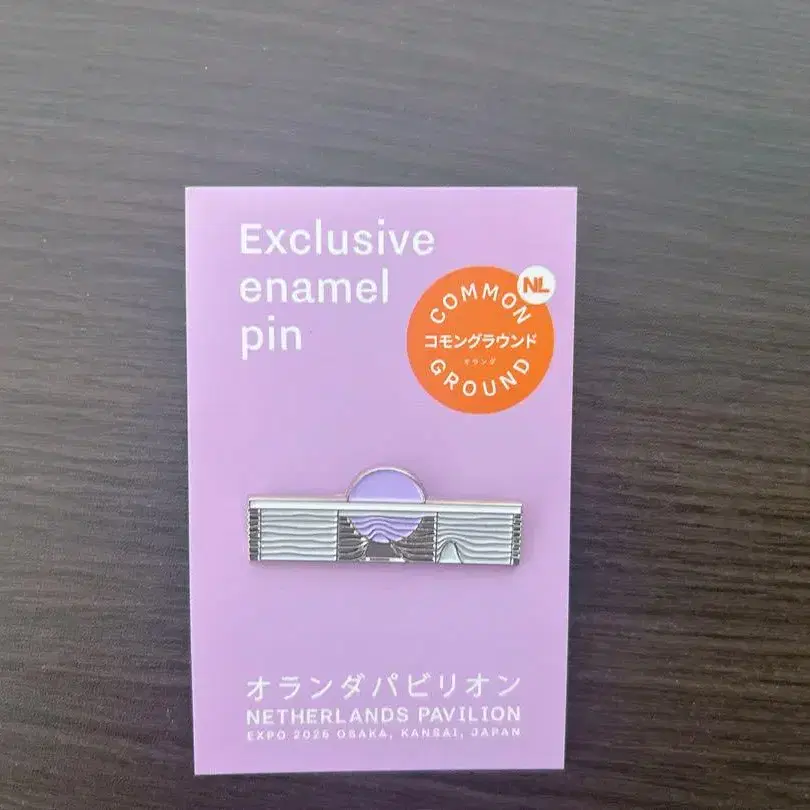 Exclusive
enamel
pin
NL
COMMON
コモングラウンド
オランダ
GROUND
オランダパビリオン
NETHERLANDS PAVILION
EXPO 2025 OSAKA, KANSAI, JAPAN